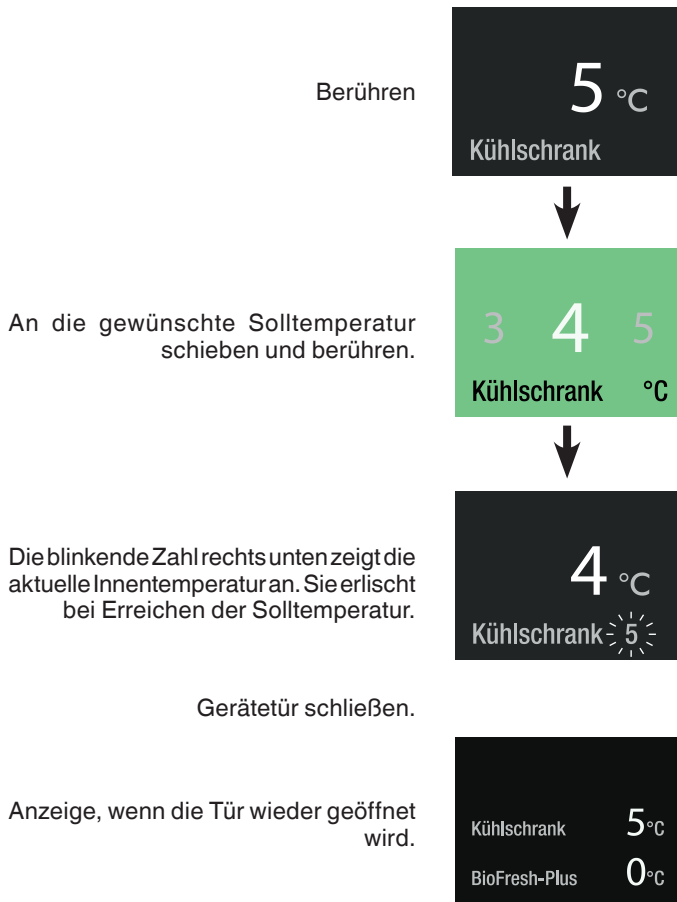 Berühren
5 °C
Kühlschrank
An die gewünschte Solltemperatur
schieben und berühren.
3 4 5
Kühlschrank °C
Die blinkende Zahl rechts unten zeigt die
aktuelle Innentemperatur an. Sie erlischt
bei Erreichen der Solltemperatur.
4 °C
Kühlschrank 5
Gerätetür schließen.
Anzeige, wenn die Tür wieder geöffnet
wird.
Kühlschrank 5°C
BioFresh-Plus 0°C